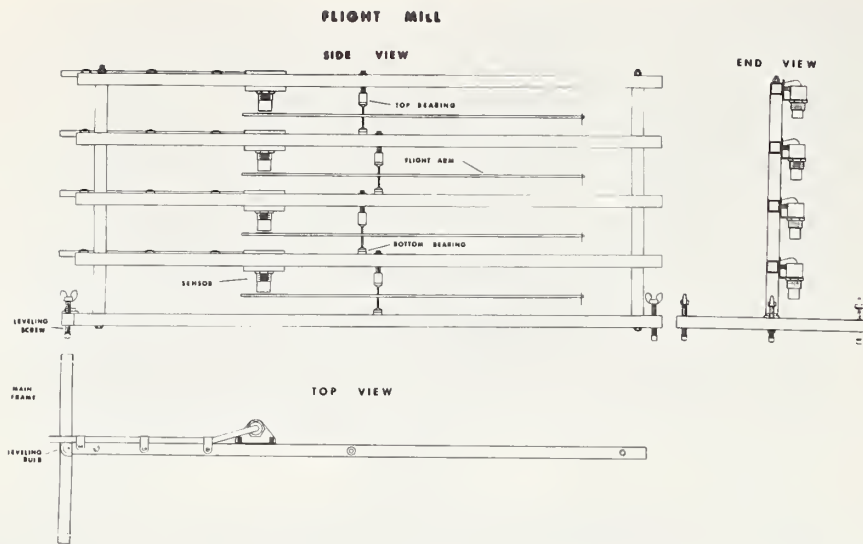 FLIGHT MILL
SIDE VIEW
END VIEW
TOP BEARING
FLIGHT ARM
BOTTOM BEARING
SENSOR
LEVELING
SCREW
MAIN
FRAME
TOP VIEW
LEVELING
BULB